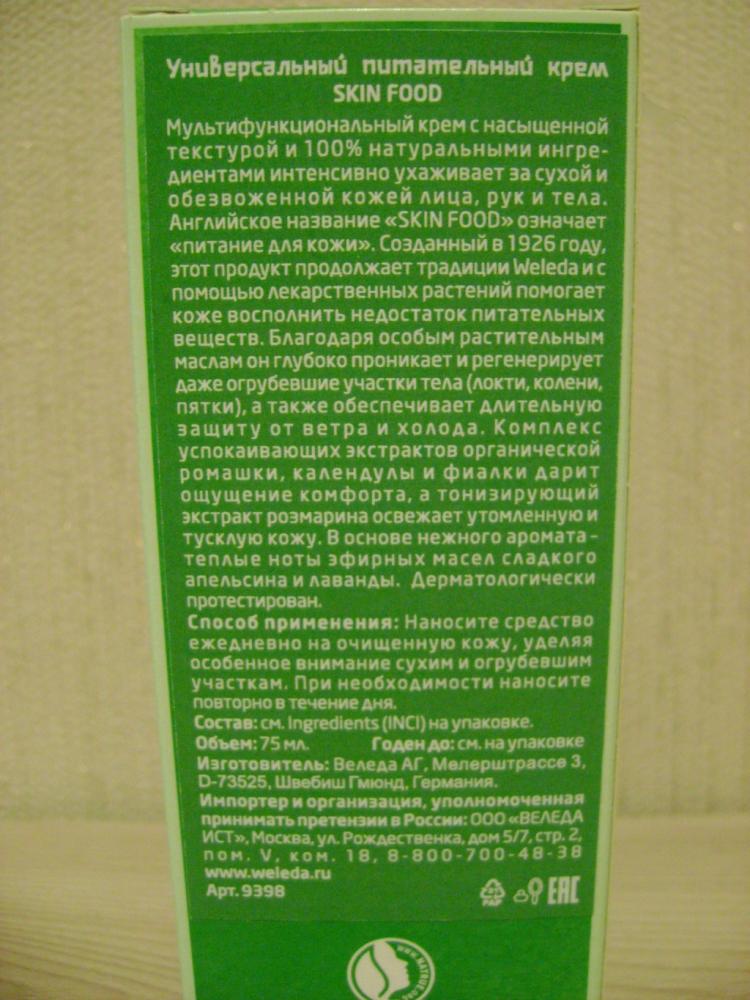 Универсальный питательный крем
SKIN FOOD
Мультифункциональный крем с насыщенной
текстурой и 100% натуральными ингре-
диентами интенсивно ухаживает за сухой и
обезвоженной кожей лица, рук и тела.
Английское название «SKIN FOOD» означает
«питание для кожи». Созданный в 1926 году,
этот продукт продолжает традиции Weleda и с
помощью лекарственных растений помогает
коже восполнить недостаток питательных
веществ. Благодаря особым растительным
маслам он глубоко проникает и регенерирует
даже огрубевшие участки тела (локти, колени,
пятки), а также обеспечивает длительную
защиту от ветра и холода. Комплекс
успокаивающих экстрактов органической
ромашки, календулы и фиалки дарит
ощущение комфорта, а тонизирующий
экстракт розмарина освежает утомленную и
тусклую кожу. В основе нежного аромата -
теплые ноты эфирных масел сладкого
апельсина и лаванды. Дерматологически
протестирован.
Способ применения: Наносите средство
ежедневно на очищенную кожу, уделяя
особенное внимание сухим и огрубевшим
участкам. При необходимости наносите
повторно в течение дня.
Состав: см. Ingredients (INCI) на упаковке.
Объем: 75 мл. Годен до: см. на упаковке
Изготовитель: Веледа АГ, Мёлерштрассе 3,
D-73525, Швебиш Гмюнд, Германия.
Импортер и организация, уполномоченная
принимать претензии в России: ООО «ВЕЛЕДА
ИСТ», Москва, ул. Рождественка, дом 5/7, стр. 2,
пом. V, ком. 18, 8-800-700-48-38
www.weleda.ru
Арт. 9398
PAP
EAC
www.NATRUE.org